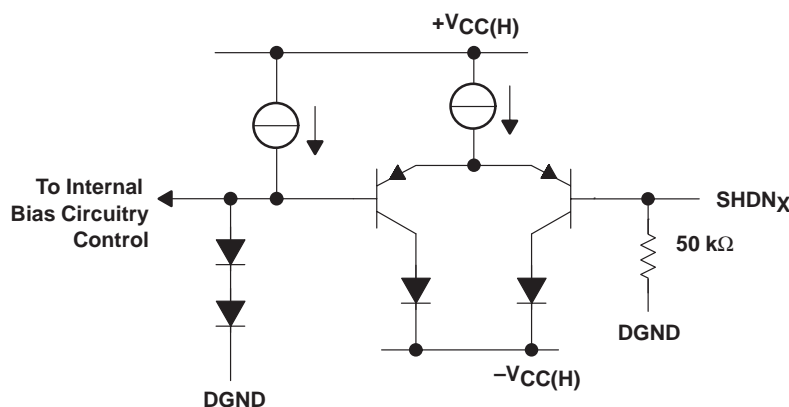 +VCC(H)
To Internal
Bias Circuitry
Control
SHDNX
50 kΩ
DGND
–VCC(H)
DGND